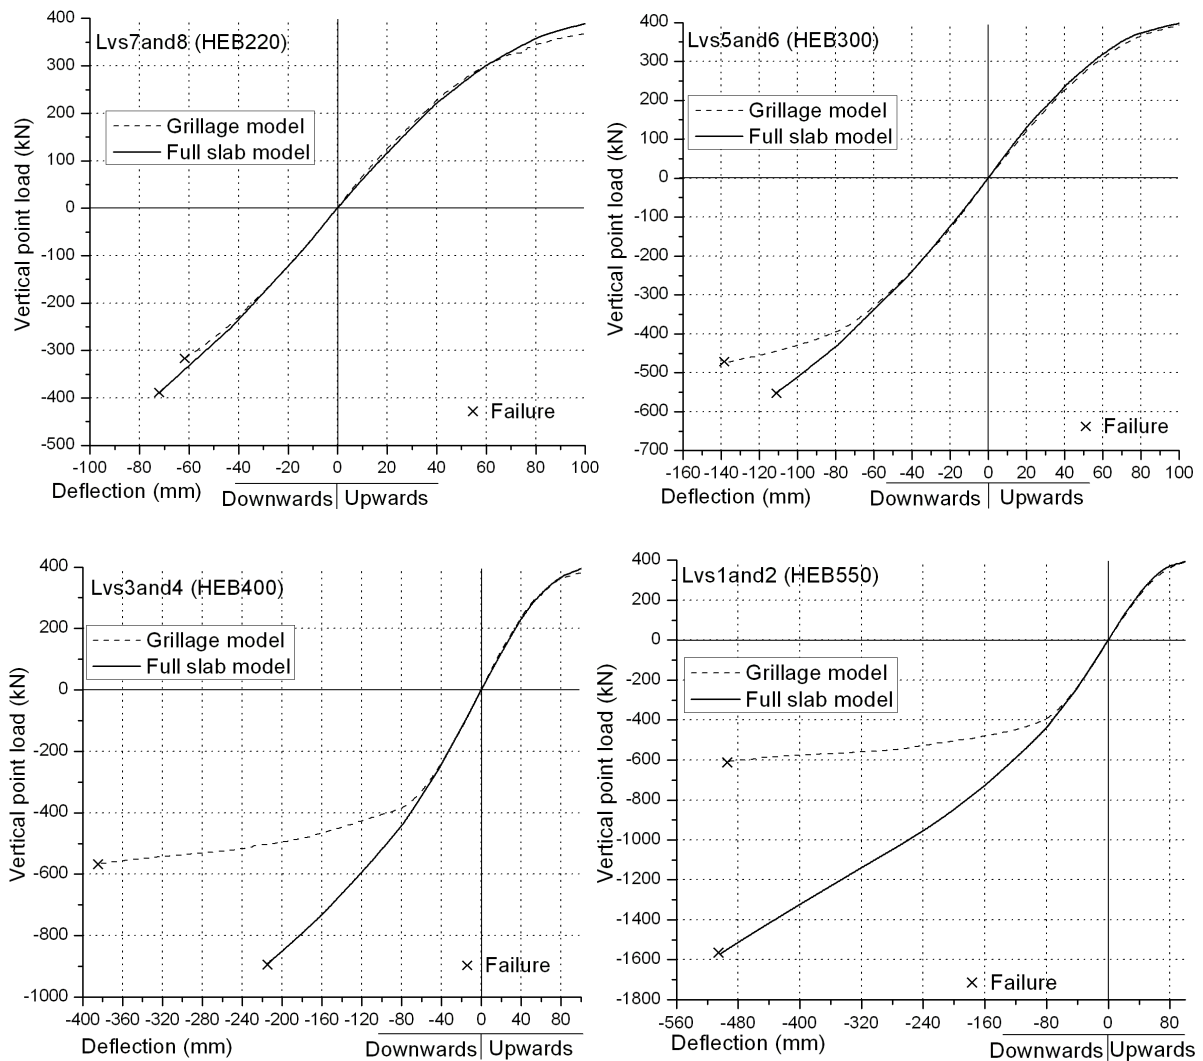 Lvs7and8 (HEB220)
Grillage model
Full slab model
Vertical point load (kN)
400
300
200
100
0
-100
-200
-300
-400
-500
Failure
-100 -80 -60 -40 -20 0 20 40 60 80 100
Deflection (mm)
Downwards Upwards
Lvs5and6 (HEB300)
Grillage model
Full slab model
Vertical point load (kN)
400
300
200
100
0
-100
-200
-300
-400
-500
-600
-700
Failure
-160 -140 -120 -100 -80 -60 -40 -20 0 20 40 60 80 100
Deflection (mm)
Downwards Upwards
Lvs3and4 (HEB400)
Grillage model
Full slab model
Vertical point load (kN)
400
200
0
-200
-400
-600
-800
-1000
Failure
-400 -360 -320 -280 -240 -200 -160 -120 -80 -40 0 40 80
Deflection (mm)
Downwards Upwards
Lvs1and2 (HEB550)
Grillage model
Full slab model
Vertical point load (kN)
400
200
0
-200
-400
-600
-800
-1000
-1200
-1400
-1600
-1800
Failure
-560 -480 -400 -320 -240 -160 -80 0 80
Deflection (mm)
Downwards Upwards